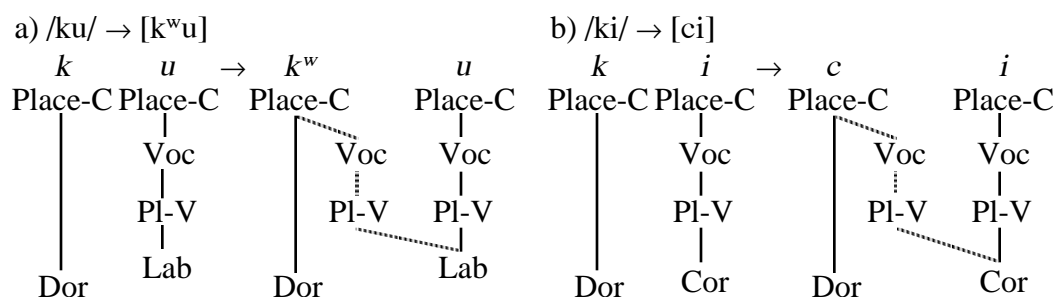 a) /ku/ → [kʷu] b) /ki/ → [ci]
k u → kʷ u k i → c i
Place-C Place-C Place-C Place-C Place-C Place-C Place-C Place-C
Voc Voc Voc Voc Voc Voc
Pl-V Pl-V Pl-V Pl-V Pl-V Pl-V
Dor Lab Dor Lab Dor Cor Dor Cor